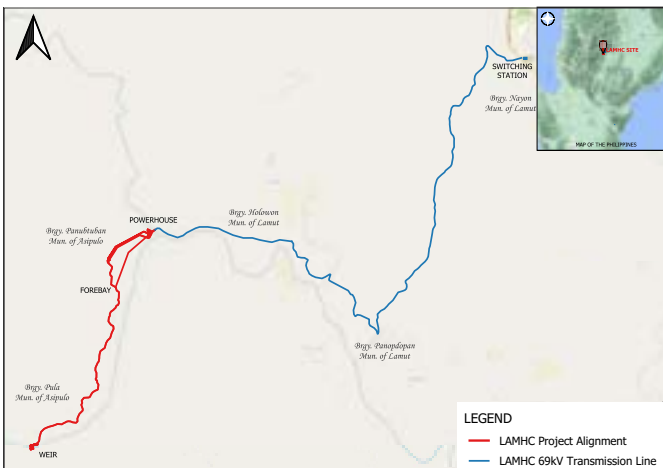 LAMHC SITE
MAP OF THE PHILIPPINES
SWITCHING
STATION
Brgy. Nayon
Mun. of Lamut
POWERHOUSE
Brgy. Holowon
Mun. of Lamut
Brgy. Panubtuban
Mun. of Asipulo
FOREBAY
Brgy. Panopdopan
Mun. of Lamut
Brgy. Pula
Mun. of Asipulo
WEIR
LEGEND
LAMHC Project Alignment
LAMHC 69kV Transmission Line